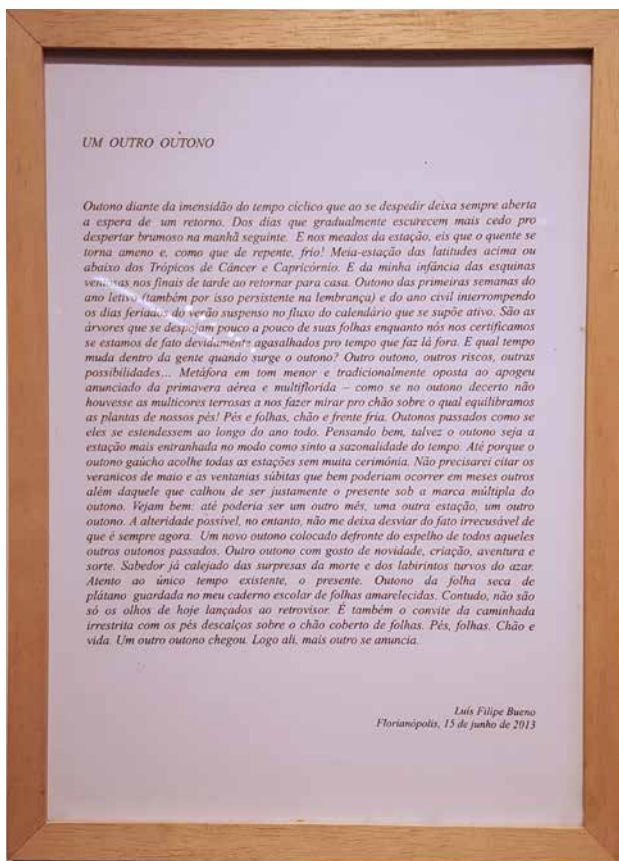 UM OUTRO OUTONO
Outono diante da imensidão do tempo cíclico que ao se despedir deixa sempre aberta
a espera de um retorno. Dos dias que gradualmente escurecem mais cedo pro
despertar brumoso na manhã seguinte. E nos meados da estação, eis que o quente se
torna ameno e, como que de repente, frio! Meia-estação das latitudes acima ou
abaixo dos Trópicos de Câncer e Capricórnio. E da minha infância das esquinas
ventosas nos finais de tarde ao retornar para casa. Outono das primeiras semanas do
ano letivo (também por isso persistente na lembrança) e do ano civil interrompendo
os dias feriados do verão suspenso no fluxo do calendário que se supõe ativo. São as
árvores que se despojam pouco a pouco de suas folhas enquanto nós nos certificamos
se estamos de fato devidamente agasalhados pro tempo que faz lá fora. E qual tempo
muda dentro da gente quando surge o outono? Outro outono, outros riscos, outras
possibilidades... Metáfora em tom menor e tradicionalmente oposta ao apogeu
anunciado da primavera aérea e multiflorida – como se no outono decerto não
houvesse as multicores terrosas a nos fazer mirar pro chão sobre o qual equilibramos
as plantas de nossos pés! Pés e folhas, chão e frente fria. Outonos passados como se
eles se estendessem ao longo do ano todo. Pensando bem, talvez o outono seja a
estação mais entranhada no modo como sinto a sazonalidade do tempo. Até porque o
outono gaúcho acolhe todas as estações sem muita cerimônia. Não precisarei citar os
veranicos de maio e as ventanias súbitas que bem poderiam ocorrer em meses outros
além daquele que calhou de ser justamente o presente sob a marca múltipla do
outono. Vejam bem: até poderia ser um outro mês, uma outra estação, um outro
outono. A alteridade possível, no entanto, não me deixa desviar do fato irrecusável de
que é sempre agora. Um novo outono colocado defronte do espelho de todos aqueles
outros outonos passados. Outro outono com gosto de novidade, criação, aventura e
sorte. Sabedor já calejado das surpresas da morte e dos labirintos turvos do azar.
Atento ao único tempo existente, o presente. Outono da folha seca de
plátano guardada no meu caderno escolar de folhas amarelecidas. Contudo, não são
só os olhos de hoje lançados ao retrovisor. É também o convite da caminhada
irrestrita com os pés descalços sobre o chão coberto de folhas. Pés, folhas. Chão e
vida. Um outro outono chegou. Logo ali, mais outro se anuncia.
Luís Filipe Bueno
Florianópolis, 15 de junho de 2013